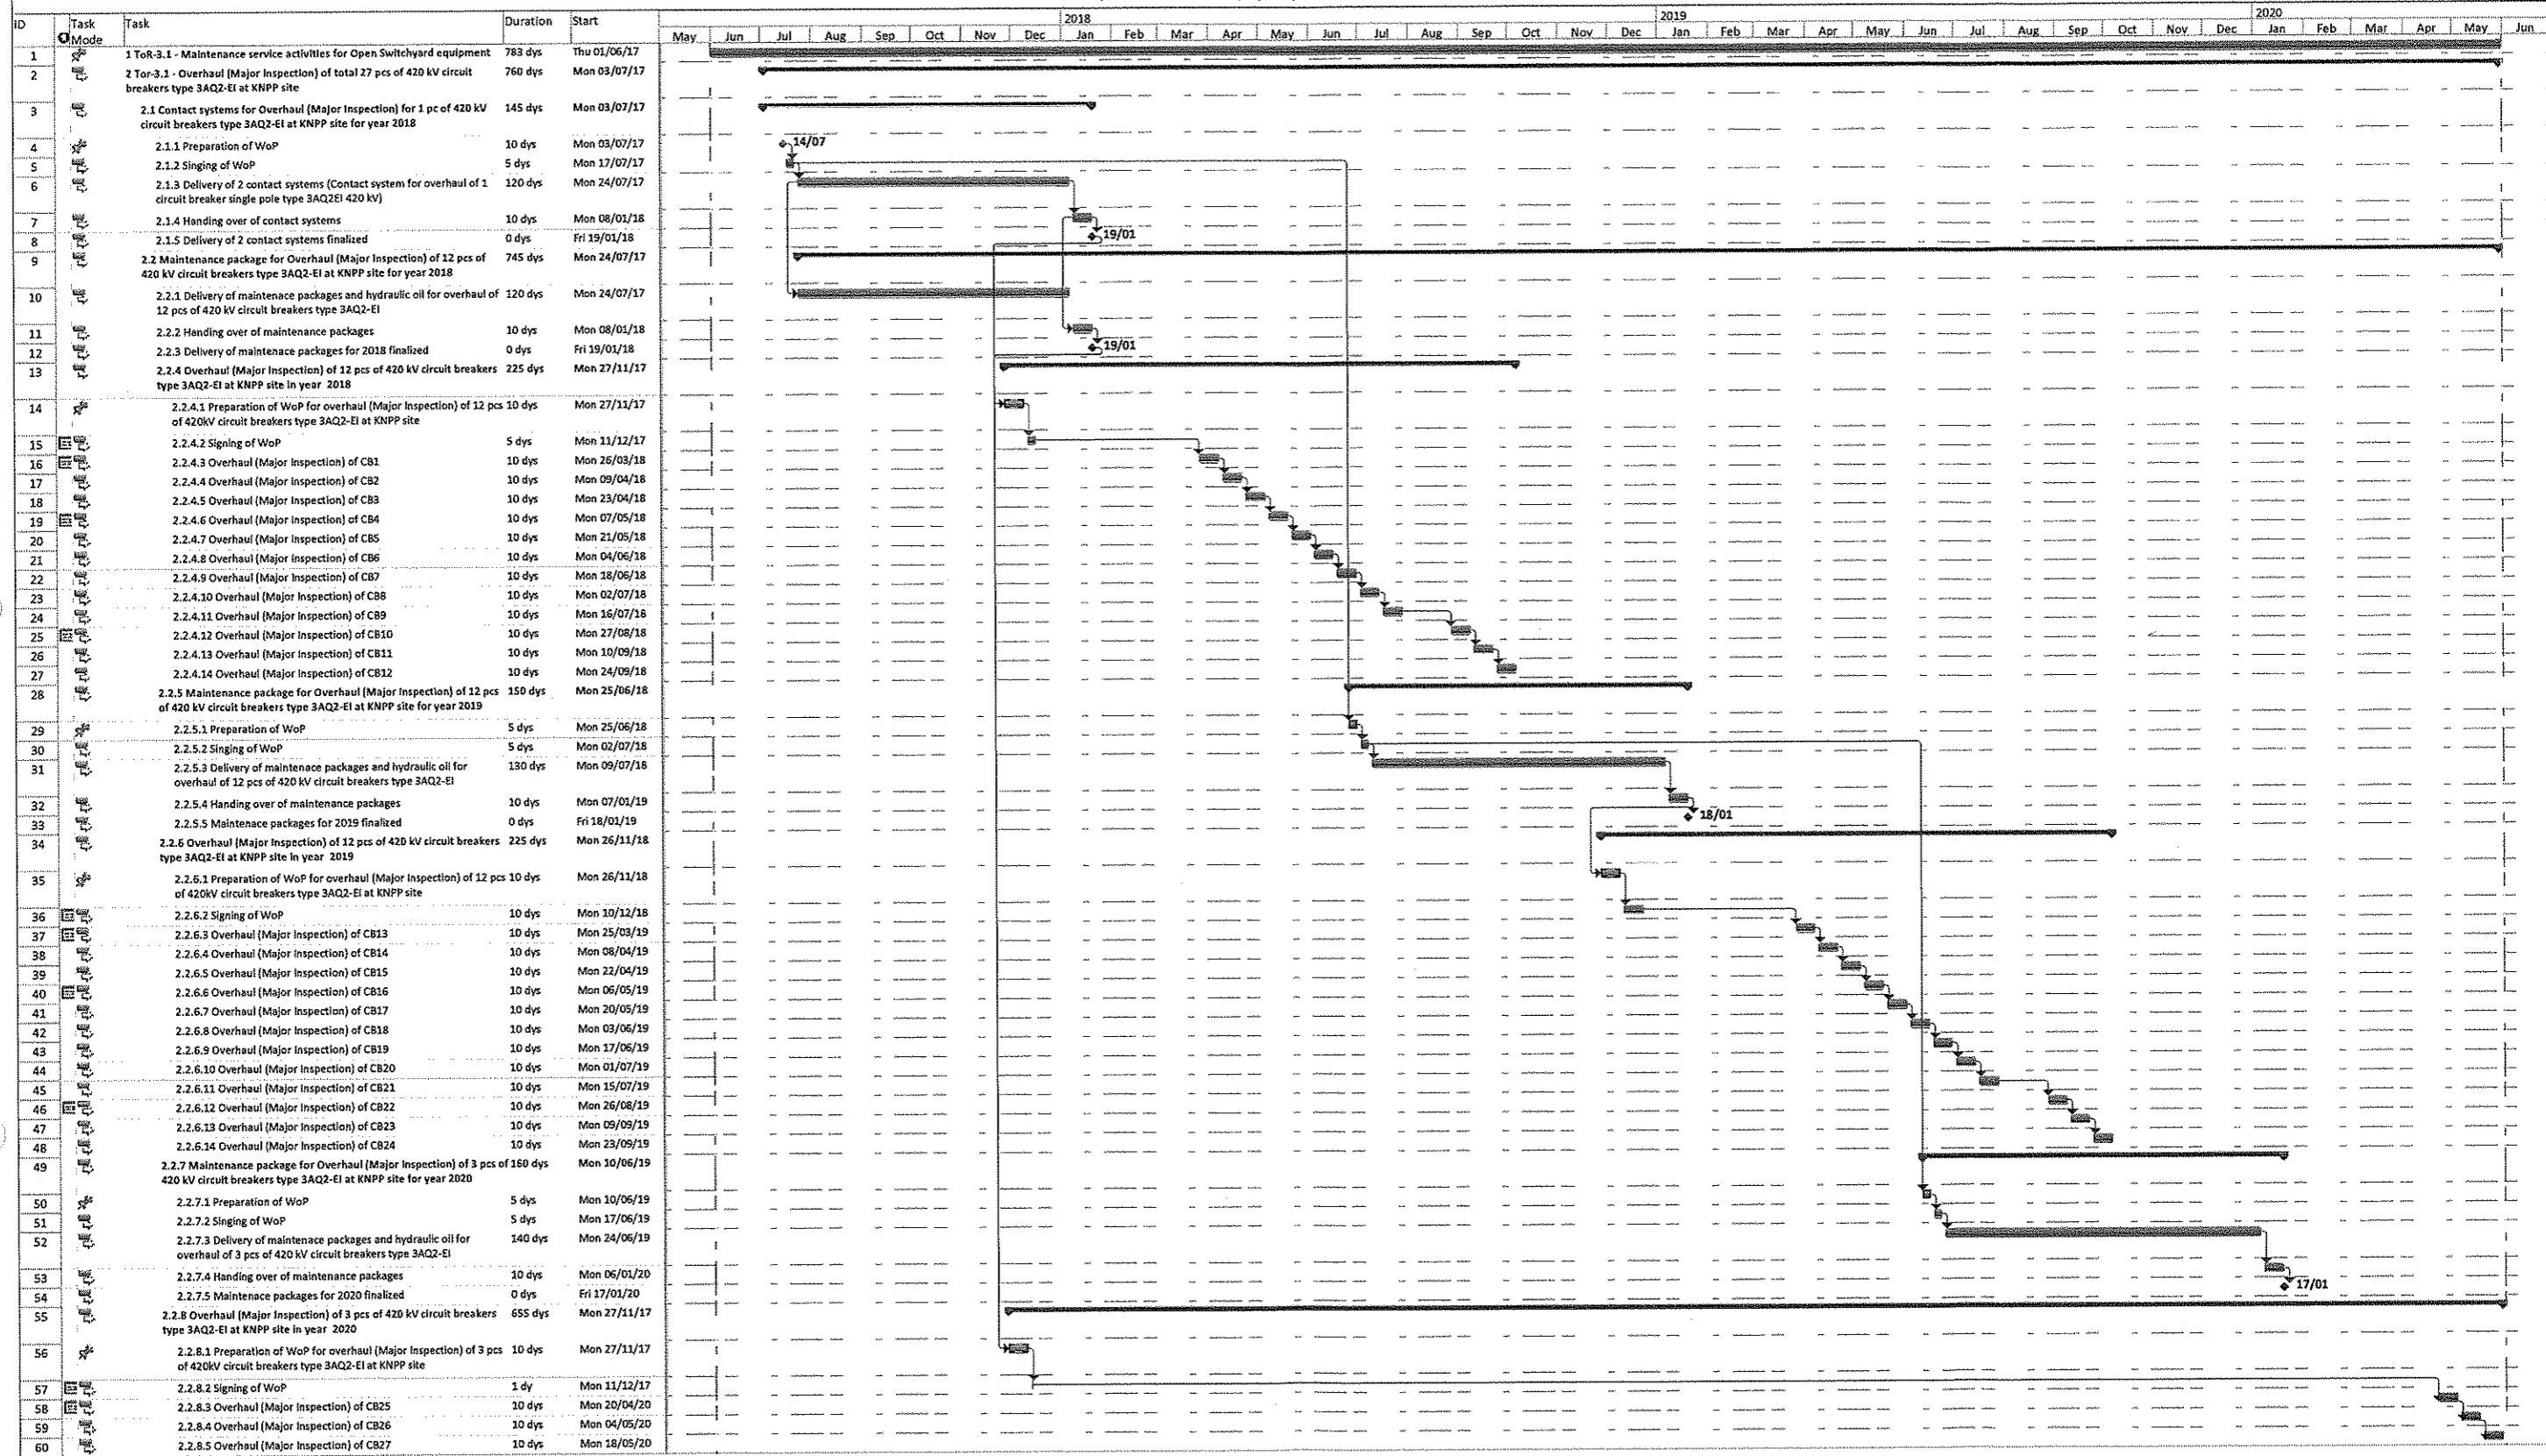 2018 2019 2020
ID Task Mode Task Duration Start May Jun Jul Aug Sep Oct Nov Dec Jan Feb Mar Apr May Jun Jul Aug Sep Oct Nov Dec Jan Feb Mar Apr May Jun Jul Aug Sep Oct Nov Dec Jan Feb Mar Apr May Jun
1 1 ToR-3.1 - Maintenance service activities for Open Switchyard equipment 783 dys Thu 01/06/17
2 2 Tor-3.1 - Overhaul (Major Inspection) of total 27 pcs of 420 kV circuit 760 dys Mon 03/07/17
breakers type 3AQ2-EI at KNPP site
3 2.1 Contact systems for Overhaul (Major Inspection) for 1 pc of 420 kV 145 dys Mon 03/07/17
circuit breakers type 3AQ2-EI at KNPP site for year 2018
4 2.1.1 Preparation of WoP 10 dys Mon 03/07/17 14/07
5 2.1.2 Singing of WoP 5 dys Mon 17/07/17
6 2.1.3 Delivery of 2 contact systems (Contact system for overhaul of 1 120 dys Mon 24/07/17
circuit breaker single pole type 3AQ2EI 420 kV)
7 2.1.4 Handing over of contact systems 10 dys Mon 08/01/18
8 2.1.5 Delivery of 2 contact systems finalized 0 dys Fri 19/01/18 19/01
9 2.2 Maintenance package for Overhaul (Major Inspection) of 12 pcs of 745 dys Mon 24/07/17
420 kV circuit breakers type 3AQ2-EI at KNPP site for year 2018
10 2.2.1 Delivery of maintenace packages and hydraulic oil for overhaul of 120 dys Mon 24/07/17
12 pcs of 420 kV circuit breakers type 3AQ2-EI
11 2.2.2 Handing over of maintenance packages 10 dys Mon 08/01/18
12 2.2.3 Delivery of maintenace packages for 2018 finalized 0 dys Fri 19/01/18 19/01
13 2.2.4 Overhaul (Major Inspection) of 12 pcs of 420 kV circuit breakers 225 dys Mon 27/11/17
type 3AQ2-EI at KNPP site in year 2018
14 2.2.4.1 Preparation of WoP for overhaul (Major Inspection) of 12 pcs 10 dys Mon 27/11/17
of 420kV circuit breakers type 3AQ2-EI at KNPP site
15 2.2.4.2 Signing of WoP 5 dys Mon 11/12/17
16 2.2.4.3 Overhaul (Major Inspection) of CB1 10 dys Mon 26/03/18
17 2.2.4.4 Overhaul (Major Inspection) of CB2 10 dys Mon 09/04/18
18 2.2.4.5 Overhaul (Major Inspection) of CB3 10 dys Mon 23/04/18
19 2.2.4.6 Overhaul (Major Inspection) of CB4 10 dys Mon 07/05/18
20 2.2.4.7 Overhaul (Major Inspection) of CB5 10 dys Mon 21/05/18
21 2.2.4.8 Overhaul (Major Inspection) of CB6 10 dys Mon 04/06/18
22 2.2.4.9 Overhaul (Major Inspection) of CB7 10 dys Mon 18/06/18
23 2.2.4.10 Overhaul (Major Inspection) of CB8 10 dys Mon 02/07/18
24 2.2.4.11 Overhaul (Major Inspection) of CB9 10 dys Mon 16/07/18
25 2.2.4.12 Overhaul (Major Inspection) of CB10 10 dys Mon 27/08/18
26 2.2.4.13 Overhaul (Major Inspection) of CB11 10 dys Mon 10/09/18
27 2.2.4.14 Overhaul (Major Inspection) of CB12 10 dys Mon 24/09/18
28 2.2.5 Maintenance package for Overhaul (Major Inspection) of 12 pcs 150 dys Mon 25/06/18
of 420 kV circuit breakers type 3AQ2-EI at KNPP site for year 2019
29 2.2.5.1 Preparation of WoP 5 dys Mon 25/06/18
30 2.2.5.2 Singing of WoP 5 dys Mon 02/07/18
31 2.2.5.3 Delivery of maintenace packages and hydraulic oil for 130 dys Mon 09/07/18
overhaul of 12 pcs of 420 kV circuit breakers type 3AQ2-EI
32 2.2.5.4 Handing over of maintenance packages 10 dys Mon 07/01/19
33 2.2.5.5 Maintenace packages for 2019 finalized 0 dys Fri 18/01/19 18/01
34 2.2.6 Overhaul (Major Inspection) of 12 pcs of 420 kV circuit breakers 225 dys Mon 26/11/18
type 3AQ2-EI at KNPP site in year 2019
35 2.2.6.1 Preparation of WoP for overhaul (Major Inspection) of 12 pcs 10 dys Mon 26/11/18
of 420kV circuit breakers type 3AQ2-EI at KNPP site
36 2.2.6.2 Signing of WoP 10 dys Mon 10/12/18
37 2.2.6.3 Overhaul (Major Inspection) of CB13 10 dys Mon 25/03/19
38 2.2.6.4 Overhaul (Major Inspection) of CB14 10 dys Mon 08/04/19
39 2.2.6.5 Overhaul (Major Inspection) of CB15 10 dys Mon 22/04/19
40 2.2.6.6 Overhaul (Major Inspection) of CB16 10 dys Mon 06/05/19
41 2.2.6.7 Overhaul (Major Inspection) of CB17 10 dys Mon 20/05/19
42 2.2.6.8 Overhaul (Major Inspection) of CB18 10 dys Mon 03/06/19
43 2.2.6.9 Overhaul (Major Inspection) of CB19 10 dys Mon 17/06/19
44 2.2.6.10 Overhaul (Major Inspection) of CB20 10 dys Mon 01/07/19
45 2.2.6.11 Overhaul (Major Inspection) of CB21 10 dys Mon 15/07/19
46 2.2.6.12 Overhaul (Major Inspection) of CB22 10 dys Mon 26/08/19
47 2.2.6.13 Overhaul (Major Inspection) of CB23 10 dys Mon 09/09/19
48 2.2.6.14 Overhaul (Major Inspection) of CB24 10 dys Mon 23/09/19
49 2.2.7 Maintenance package for Overhaul (Major Inspection) of 3 pcs of 160 dys Mon 10/06/19
420 kV circuit breakers type 3AQ2-EI at KNPP site for year 2020
50 2.2.7.1 Preparation of WoP 5 dys Mon 10/06/19
51 2.2.7.2 Singing of WoP 5 dys Mon 17/06/19
52 2.2.7.3 Delivery of maintenace packages and hydraulic oil for 140 dys Mon 24/06/19
overhaul of 3 pcs of 420 kV circuit breakers type 3AQ2-EI
53 2.2.7.4 Handing over of maintenance packages 10 dys Mon 06/01/20
54 2.2.7.5 Maintenace packages for 2020 finalized 0 dys Fri 17/01/20 17/01
55 2.2.8 Overhaul (Major Inspection) of 3 pcs of 420 kV circuit breakers 655 dys Mon 27/11/17
type 3AQ2-EI at KNPP site in year 2020
56 2.2.8.1 Preparation of WoP for overhaul (Major Inspection) of 3 pcs 10 dys Mon 27/11/17
of 420kV circuit breakers type 3AQ2-EI at KNPP site
57 2.2.8.2 Signing of WoP 1 dy Mon 11/12/17
58 2.2.8.3 Overhaul (Major Inspection) of CB25 10 dys Mon 20/04/20
59 2.2.8.4 Overhaul (Major Inspection) of CB26 10 dys Mon 04/05/20
60 2.2.8.5 Overhaul (Major Inspection) of CB27 10 dys Mon 18/05/20